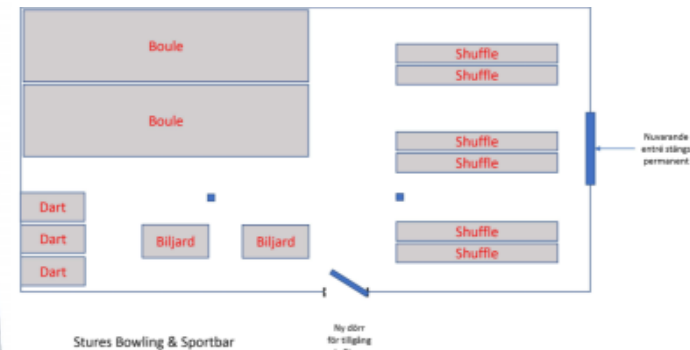 Boule
Shuffle
Shuffle
Boule
Shuffle
Shuffle
Nuvarande
entré stängs
permanent
Dart
Dart
Biljard
Biljard
Shuffle
Shuffle
Dart
Stures Bowling & Sportbar
Ny dörr
för tillgång